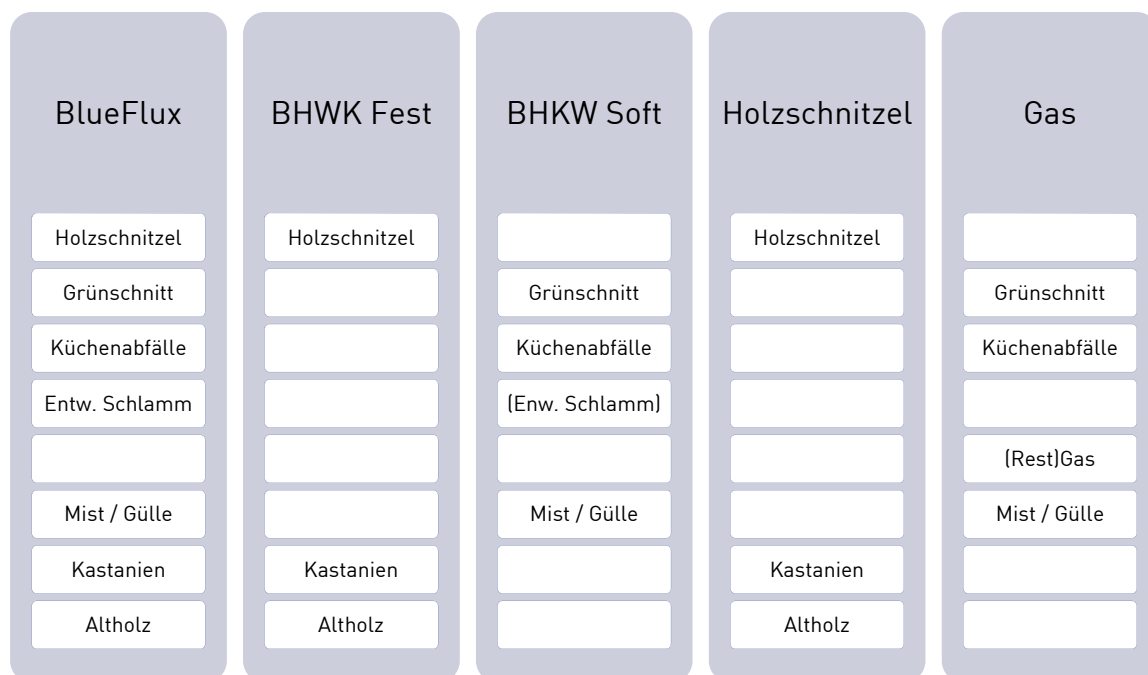 BlueFlux
Holzschnitzel
Grünschnitt
Küchenabfälle
Entw. Schlamm
Mist / Gülle
Kastanien
Altholz
BHWK Fest
Holzschnitzel
Kastanien
Altholz
BHKW Soft
Grünschnitt
Küchenabfälle
(Enw. Schlamm)
Mist / Gülle
Holzschnitzel
Holzschnitzel
Kastanien
Altholz
Gas
Grünschnitt
Küchenabfälle
(Rest)Gas
Mist / Gülle